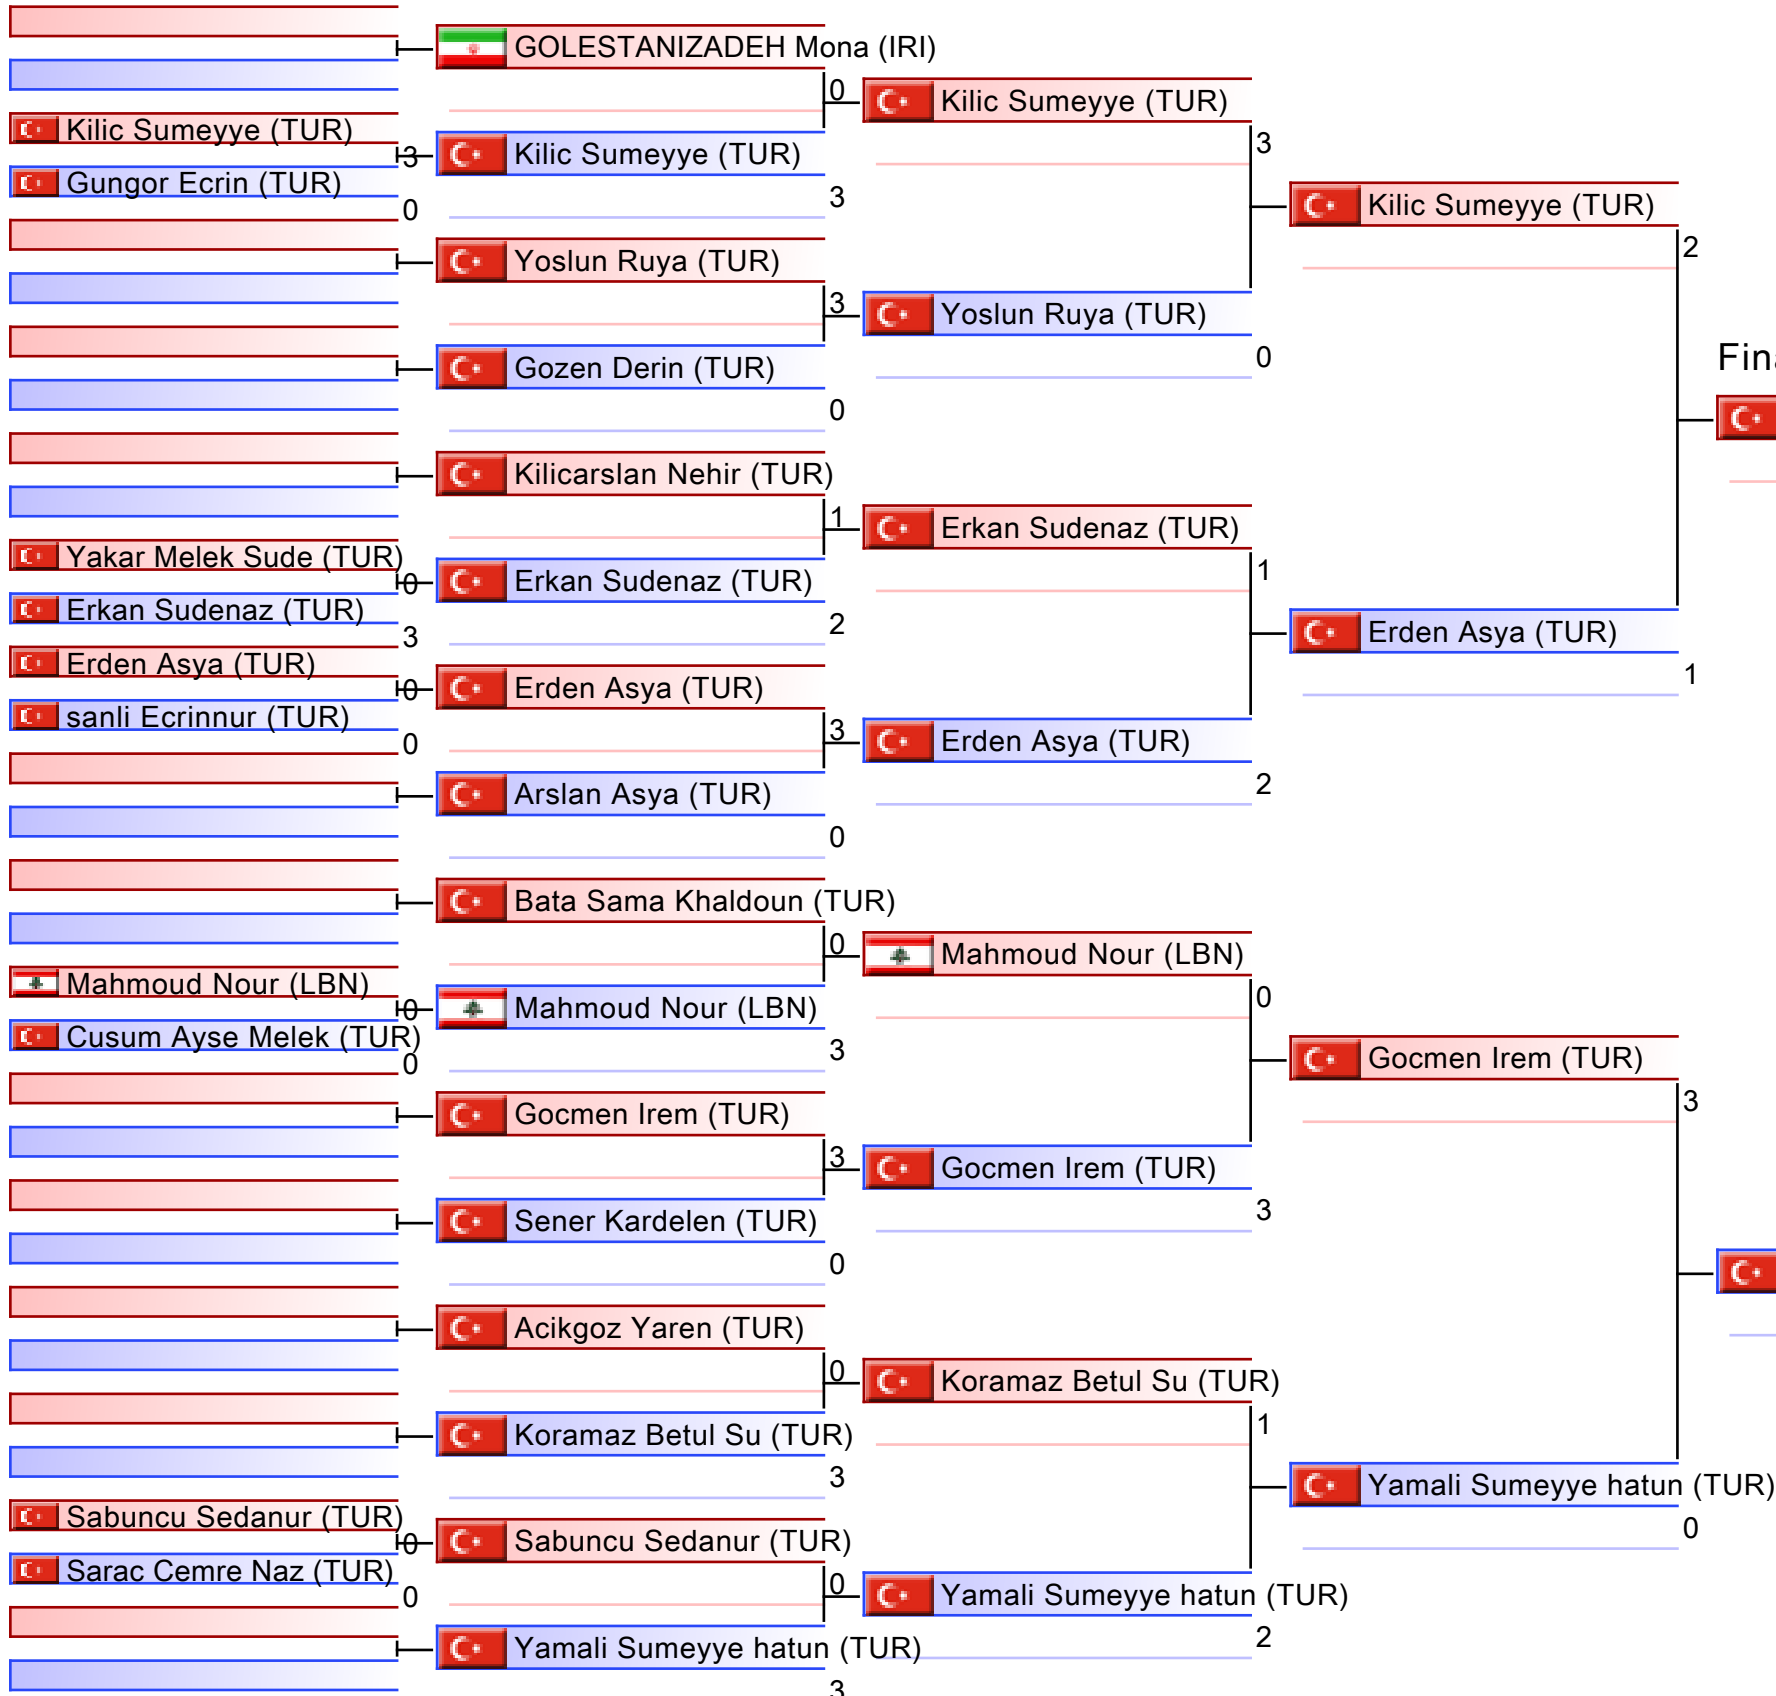 GOLESTANIZADEH Mona (IRI)
0
Kilic Sumeyye (TUR)
Kilic Sumeyye (TUR)
3
3
Kilic Sumeyye (TUR)
Gungor Ecrin (TUR)
0
3
Kilic Sumeyye (TUR)
2
Yoslun Ruya (TUR)
3
Yoslun Ruya (TUR)
0
Gozen Derin (TUR)
0
Kilicarslan Nehir (TUR)
1
Erkan Sudenaz (TUR)
1
Yakar Melek Sude (TUR)
0
Erkan Sudenaz (TUR)
2
Erkan Sudenaz (TUR)
3
Erden Asya (TUR)
1
Erden Asya (TUR)
0
Erden Asya (TUR)
sanli Ecrinnur (TUR)
0
3
Erden Asya (TUR)
2
Arslan Asya (TUR)
0
Bata Sama Khaldoun (TUR)
0
Mahmoud Nour (LBN)
0
Mahmoud Nour (LBN)
0
Mahmoud Nour (LBN)
3
Cusum Ayse Melek (TUR)
0
Gocmen Irem (TUR)
3
Gocmen Irem (TUR)
3
Gocmen Irem (TUR)
3
Sener Kardelen (TUR)
0
Acikgoz Yaren (TUR)
0
Koramaz Betul Su (TUR)
1
Koramaz Betul Su (TUR)
3
Yamali Sumeyye hatun (TUR)
0
Sabuncu Sedanur (TUR)
0
Sabuncu Sedanur (TUR)
Sarac Cemre Naz (TUR)
0
0
Yamali Sumeyye hatun (TUR)
2
Yamali Sumeyye hatun (TUR)
3